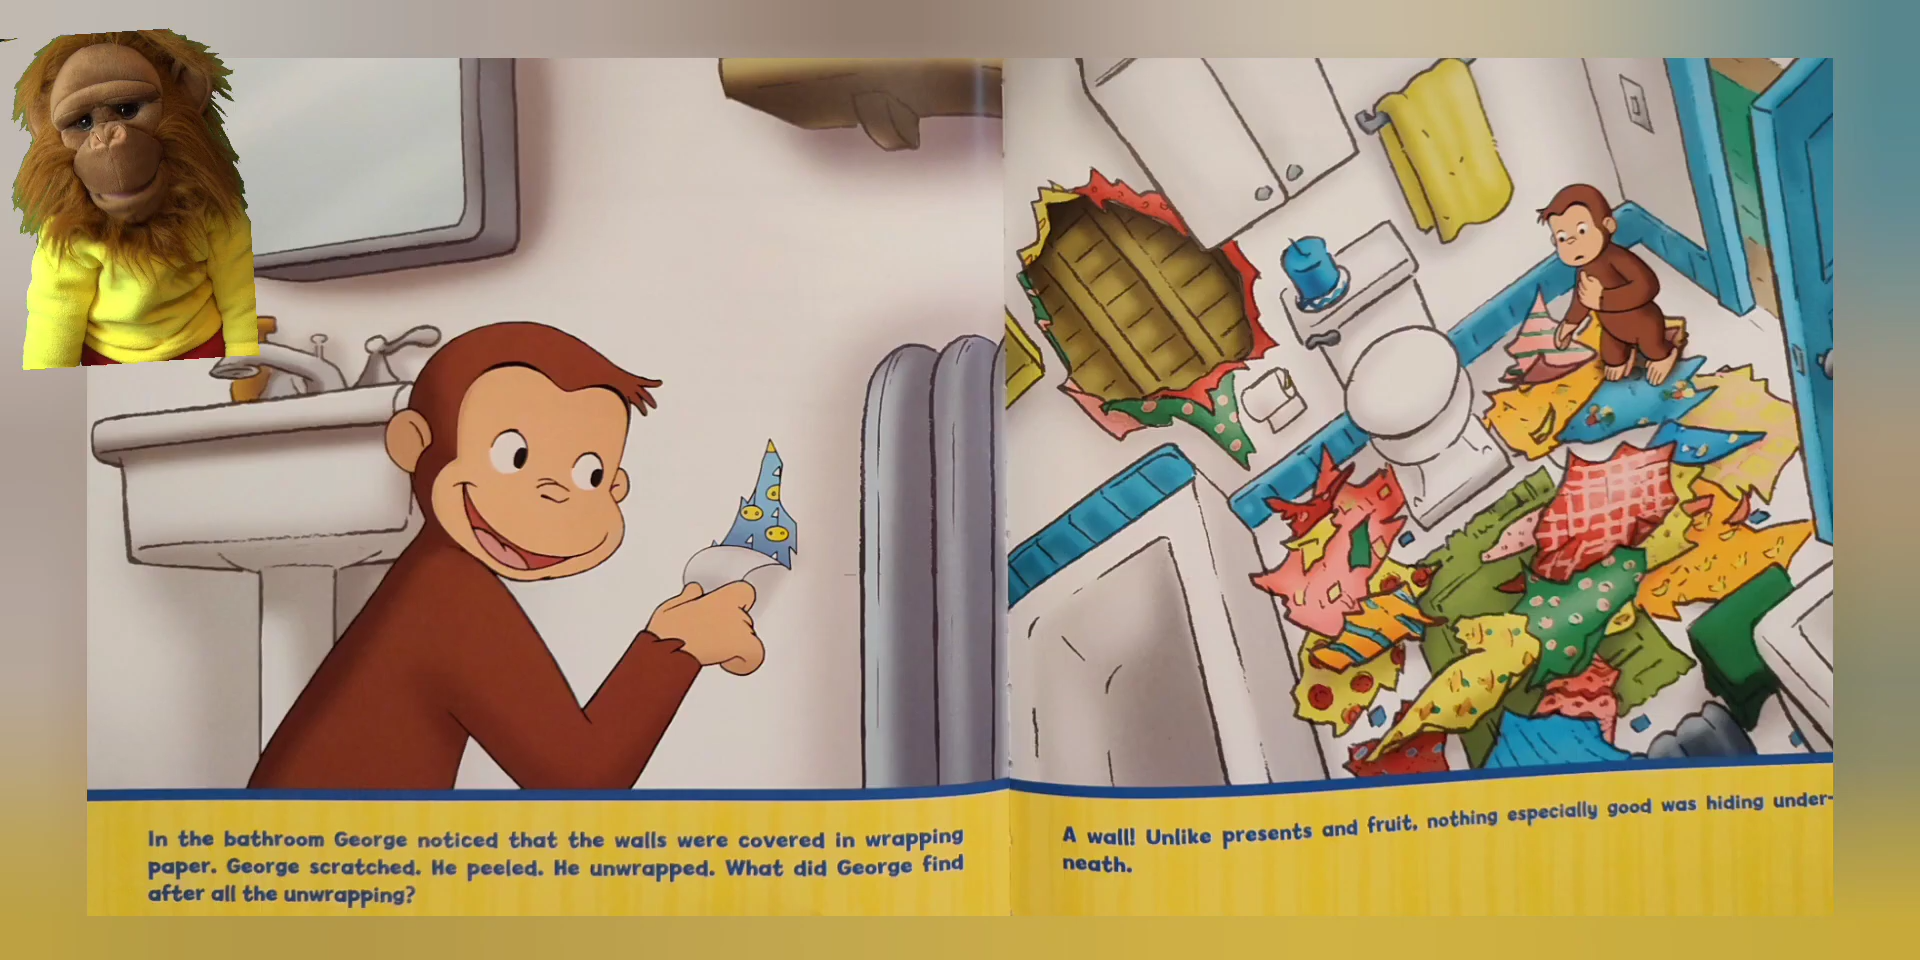 In the bathroom George noticed that the walls were covered in wrapping
paper. George scratched. He peeled. He unwrapped. What did George find
after all the unwrapping?
A wall! Unlike presents and fruit, nothing especially good was hiding under-
neath.